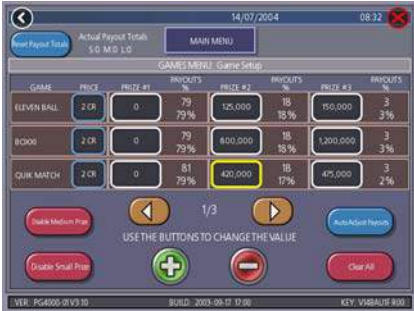 14/07/2004 08:32
Reset Payout Totals
Actual Payout Totals
S:0 M:0 L:0
MAIN MENU
GAMES MENU: Game Setup
GAME PRICE PRIZE #1 PAYOUTS % PRIZE #2 PAYOUTS % PRIZE #3 PAYOUTS %
ELEVEN BALL 2 CR 0 79 79% 125,000 18 18% 150,000 3 3%
BOXXI 2 CR 0 79 79% 800,000 18 18% 1,200,000 3 3%
QUIK MATCH 2 CR 0 81 79% 420,000 18 17% 475,000 3 2%
Disable Medium Prize
1/3
Auto Adjust Payouts
USE THE BUTTONS TO CHANGE THE VALUE
Disable Small Prize
Clear All
VER: PG4000-01 V3.10 BUILD: 2003-09-17 17:00 KEY: